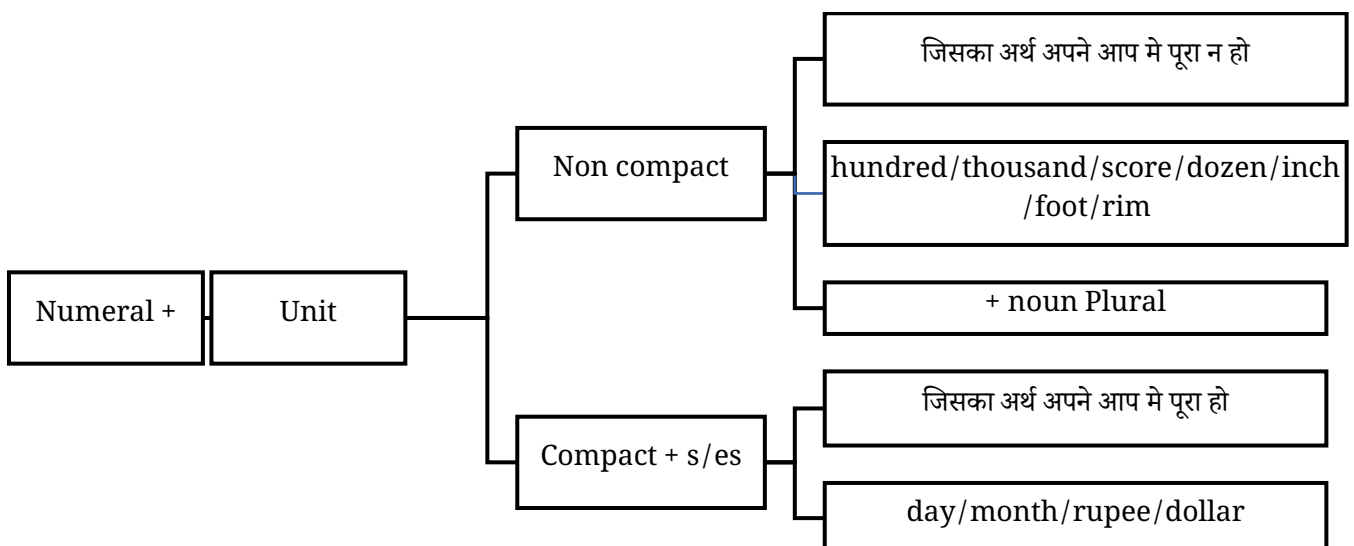 Numeral +
Unit
Non compact
जिसका अर्थ अपने आप मे पूरा न हो
hundred/thousand/score/dozen/inch
/foot/rim
+ noun Plural
Compact + s/es
जिसका अर्थ अपने आप मे पूरा हो
day/month/rupee/dollar